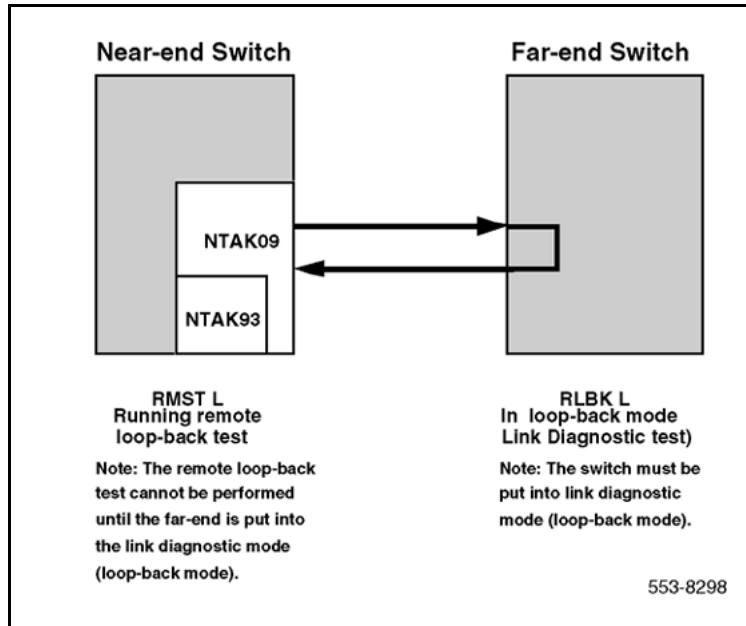 Near-end Switch
Far-end Switch
NTAK09
NTAK93
RMST L
Running remote
loop-back test
Note: The remote loop-back
test cannot be performed
until the far-end is put into
the link diagnostic mode
(loop-back mode).
RLBK L
In loop-back mode
Link Diagnostic test)
Note: The switch must be
put into link diagnostic
mode (loop-back mode).
553-8298